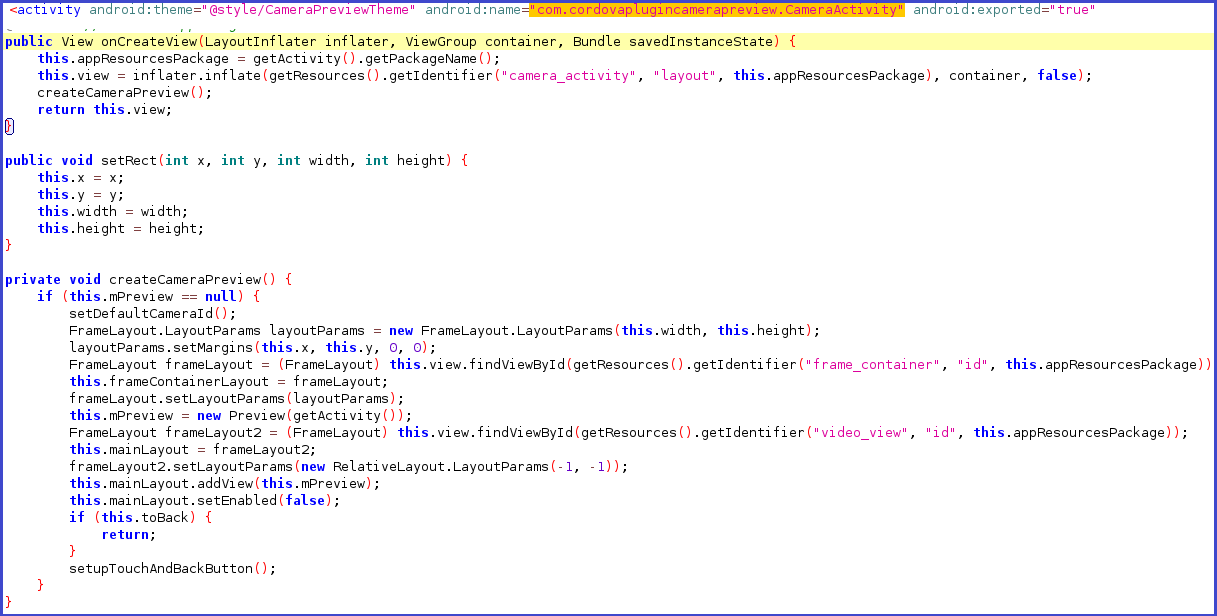 <activity android:theme="@style/CameraPreviewTheme" android:name="com.cordovaplugincamerapreview.CameraActivity" android:exported="true"
public View onCreateView(LayoutInflater inflater, ViewGroup container, Bundle savedInstanceState) {
    this.appResourcesPackage = getActivity().getPackageName();
    this.view = inflater.inflate(getResources().getIdentifier("camera_activity", "layout", this.appResourcesPackage), container, false);
    createCameraPreview();
    return this.view;
}

public void setRect(int x, int y, int width, int height) {
    this.x = x;
    this.y = y;
    this.width = width;
    this.height = height;
}

private void createCameraPreview() {
    if (this.mPreview == null) {
        setDefaultCameraId();
        FrameLayout.LayoutParams layoutParams = new FrameLayout.LayoutParams(this.width, this.height);
        layoutParams.setMargins(this.x, this.y, 0, 0);
        FrameLayout frameLayout = (FrameLayout) this.view.findViewById(getResources().getIdentifier("frame_container", "id", this.appResourcesPackage))
        this.frameContainerLayout = frameLayout;
        frameLayout.setLayoutParams(layoutParams);
        this.mPreview = new Preview(getActivity());
        FrameLayout frameLayout2 = (FrameLayout) this.view.findViewById(getResources().getIdentifier("video_view", "id", this.appResourcesPackage));
        this.mainLayout = frameLayout2;
        frameLayout2.setLayoutParams(new RelativeLayout.LayoutParams(-1, -1));
        this.mainLayout.addView(this.mPreview);
        this.mainLayout.setEnabled(false);
        if (this.toBack) {
            return;
        }
        setupTouchAndBackButton();
    }
}